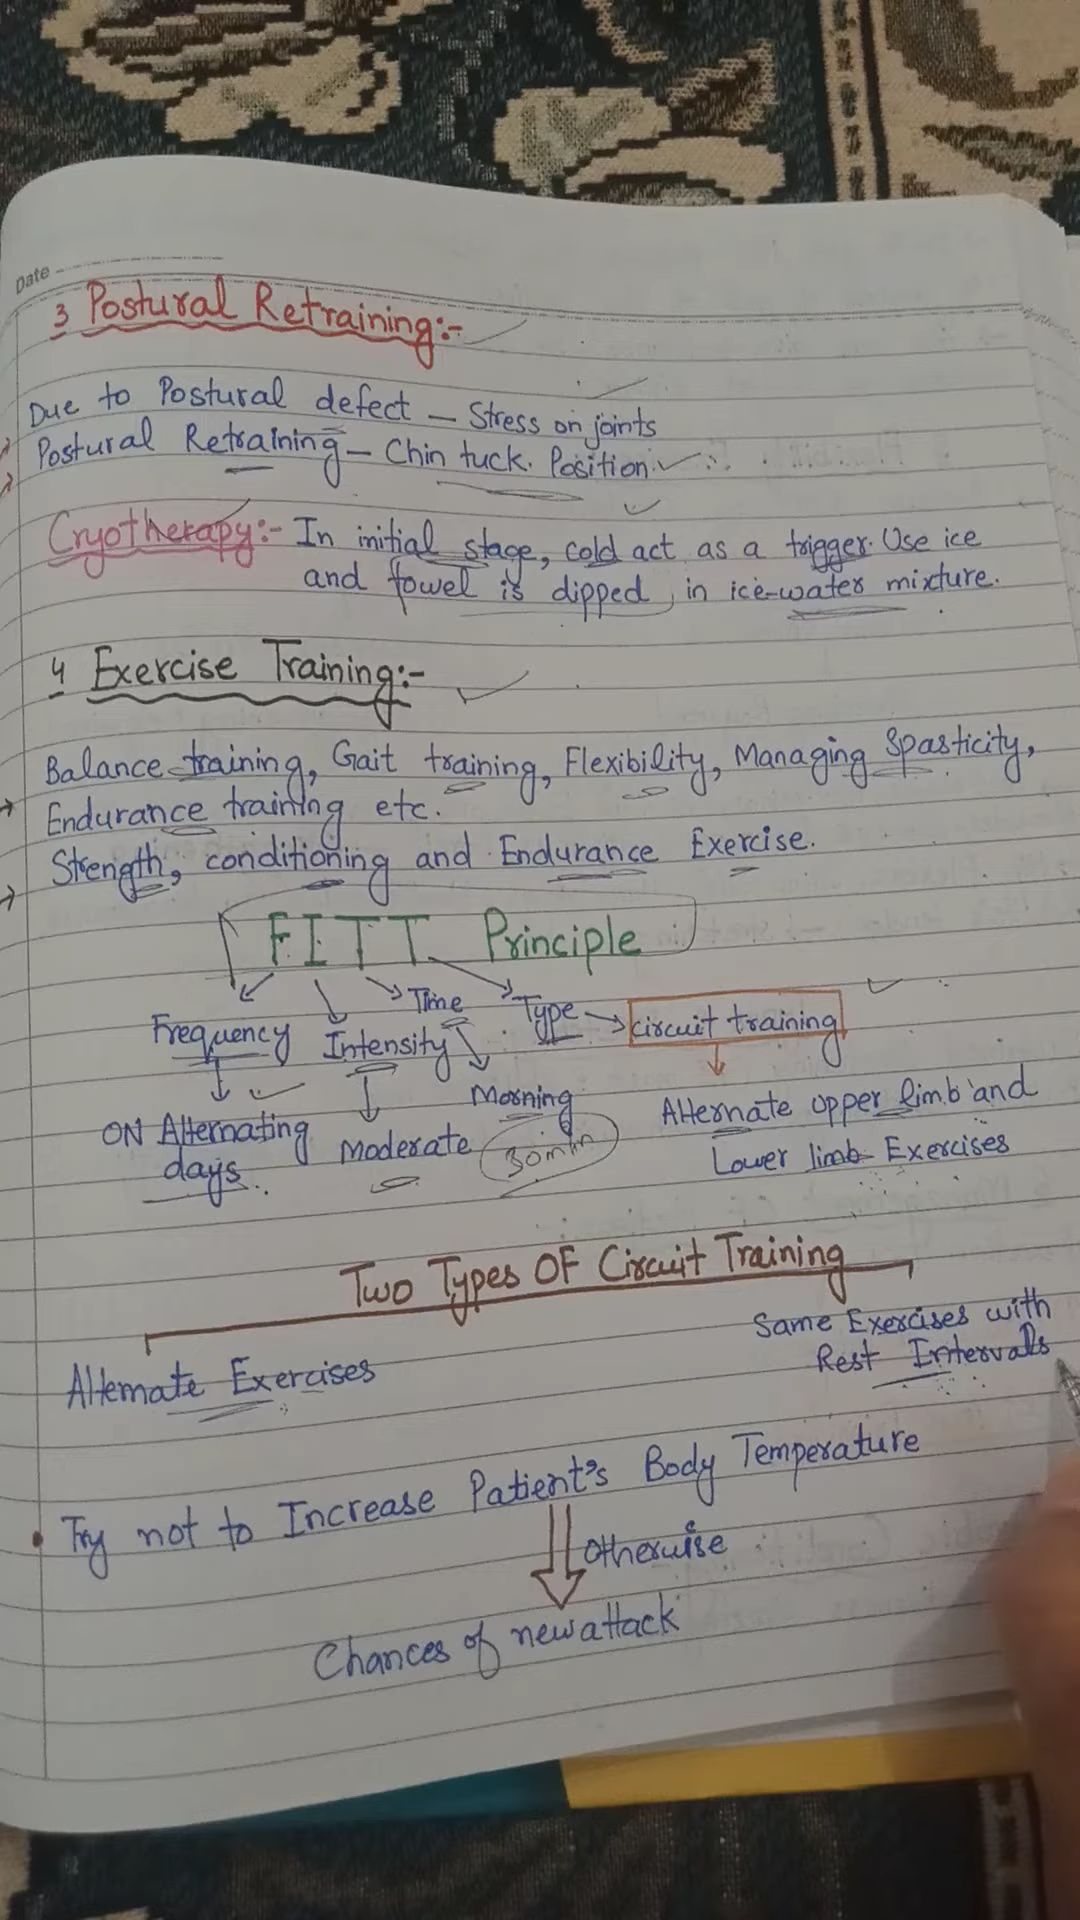 Date
3 Postural Retraining:-
Due to Postural defect — Stress on joints
Postural Retraining — Chin tuck Position
Cryotherapy:- In initial stage, cold act as a trigger. Use ice
and towel is dipped in ice-water mixture.
4 Exercise Training:-
Balance training, Gait training, Flexibility, Managing Spasticity,
Endurance training etc.
Strength, conditioning and Endurance Exercise.
FITT Principle
Frequency Intensity Time Type → circuit training
ON Alternating days. Moderate Morning 30min
Alternate upper limb and
Lower limb Exercises
Two Types OF Circuit Training
Alternate Exercises
Same Exercises with
Rest Intervals
• Try not to Increase Patient's Body Temperature
Otherwise
Chances of new attack